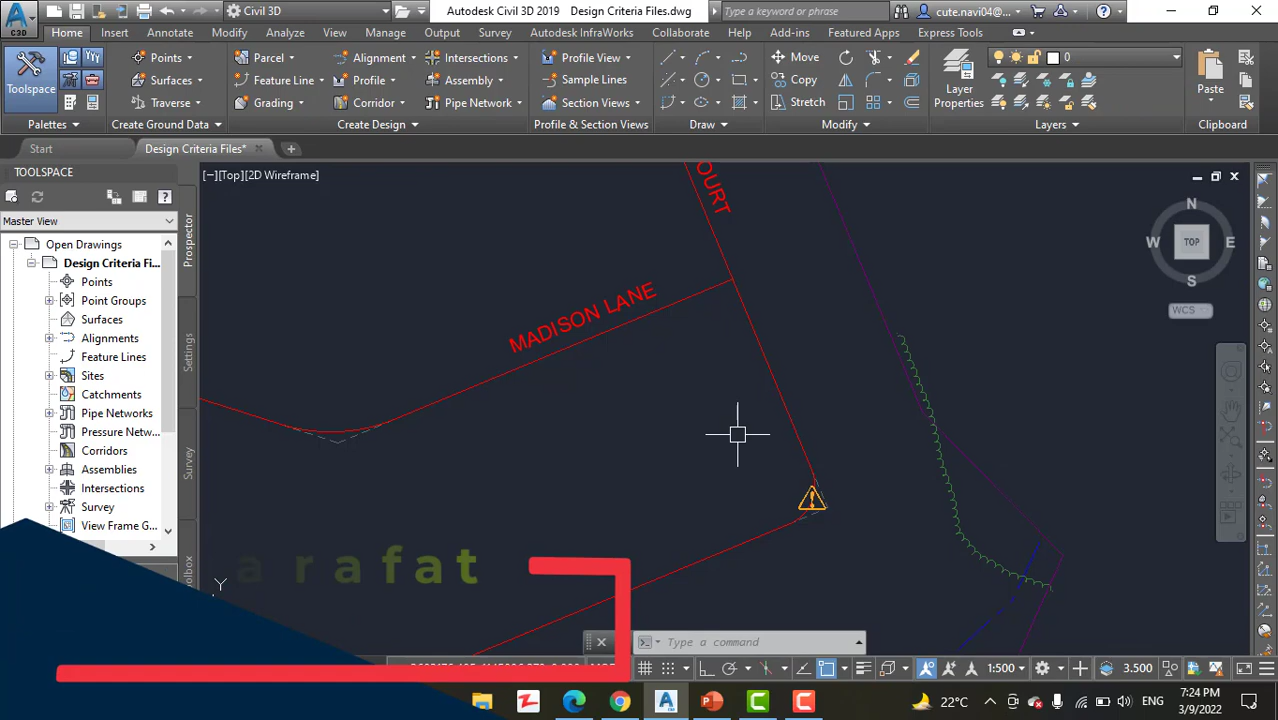 C3D
Civil 3D
Autodesk Civil 3D 2019 Design Criteria Files.dwg
Type a keyword or phrase
cute.navi04@...
Home Insert Annotate Modify Analyze View Manage Output Survey Autodesk InfraWorks Collaborate Help Add-ins Featured Apps Express Tools
Toolspace
Points
Surfaces
Traverse
Parcel
Feature Line
Grading
Alignment
Profile
Corridor
Intersections
Assembly
Pipe Network
Profile View
Sample Lines
Section Views
Move
Copy
Stretch
Layer
Properties
0
Paste
Palettes Create Ground Data Create Design Profile & Section Views Draw Modify Layers Clipboard
Start Design Criteria Files*
TOOLSPACE
Master View
Open Drawings
Design Criteria Fi...
Points
Point Groups
Surfaces
Alignments
Feature Lines
Sites
Catchments
Pipe Networks
Pressure Netw...
Corridors
Assemblies
Intersections
Survey
View Frame G...
Prospector
Settings
Survey
[−][Top][2D Wireframe]
OURT
MADISON LANE
N
W TOP E
S
WCS
Y
arafat
Type a command
1:500
3.500
22°C
ENG
7:24 PM
3/9/2022